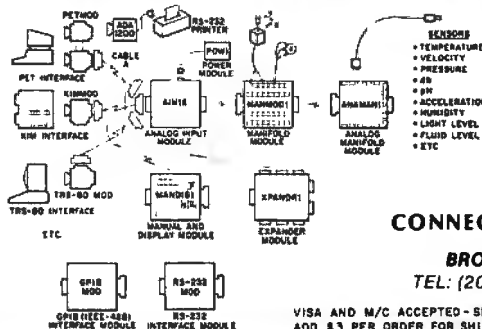 PETMOD
ADA 1200
RS-232 PRINTER
CABLE A
POW1
POWER MODULE
PET INTERFACE
KIMMOD
AIM16
MANMOD1
ANAMAN1
KIM INTERFACE
ANALOG INPUT MODULE
MANIFOLD MODULE
ANALOG MANIFOLD MODULE
SENSORS
• TEMPERATURE
• VELOCITY
• PRESSURE
• pH
• ACCELERATION
• HUMIDITY
• LIGHT LEVEL
• FLUID LEVEL
• ETC
TRS-80 MOD
TRS-80 INTERFACE
ETC.
MANDIS1
XPANDR1
MANUAL AND DISPLAY MODULE
EXPANDER MODULE
CONNEC
BRO
TEL: (20
GPIB MOD
RS-232 MOD
GPIB (IEEE-488) INTERFACE MODULE
RS-232 INTERFACE MODULE
VISA AND M/C ACCEPTED - SE
ADD $3 PER ORDER FOR SHI